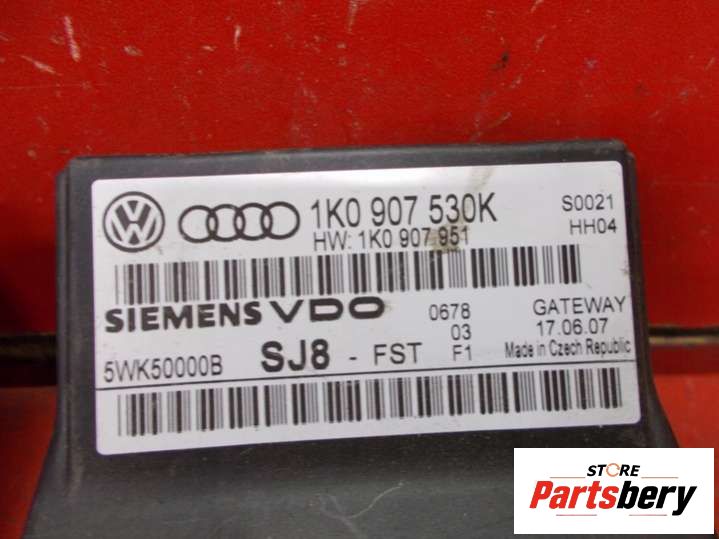 1K0 907 530K S0021
HW: 1K0 907 951 HH04
SIEMENS VDO 0678 GATEWAY
03 17.06.07
5WK50000B SJ8 - FST F1 Made in Czech Republic
STORE
Partsbery